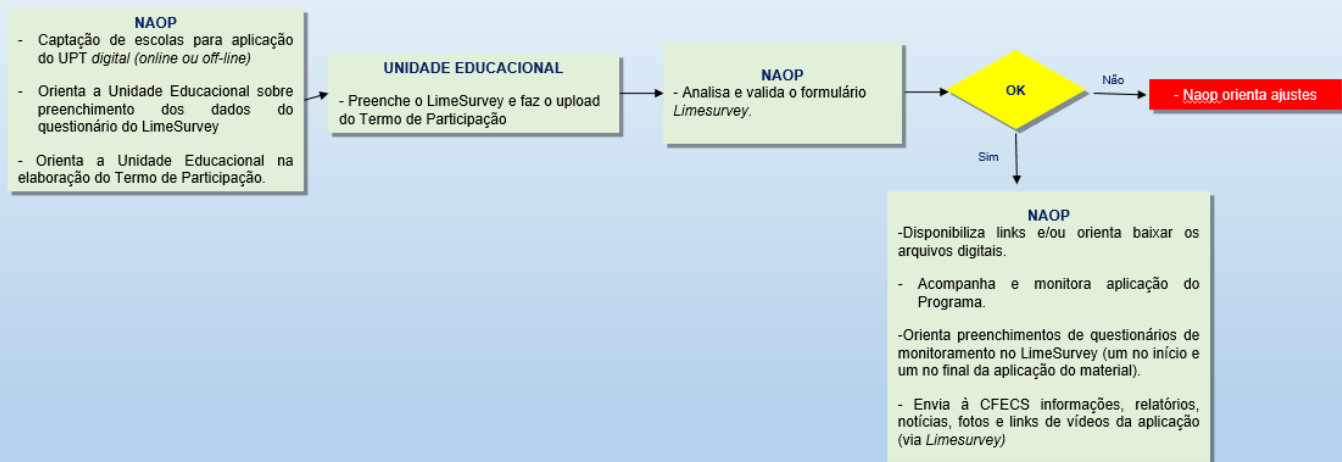 NAOP
- Captação de escolas para aplicação
do UPT digital (online ou off-line)
- Orienta a Unidade Educacional sobre
preenchimento dos dados do
questionário do LimeSurvey
- Orienta a Unidade Educacional na
elaboração do Termo de Participação.
UNIDADE EDUCACIONAL
- Preenche o LimeSurvey e faz o upload
do Termo de Participação
NAOP
- Analisa e valida o formulário
Limesurvey.
OK
Não
- Naop orienta ajustes
Sim
NAOP
-Disponibiliza links e/ou orienta baixar os
arquivos digitais.
- Acompanha e monitora aplicação do
Programa.
-Orienta preenchimentos de questionários de
monitoramento no LimeSurvey (um no início e
um no final da aplicação do material).
- Envia à CFECS informações, relatórios,
notícias, fotos e links de vídeos da aplicação
(via Limesurvey)